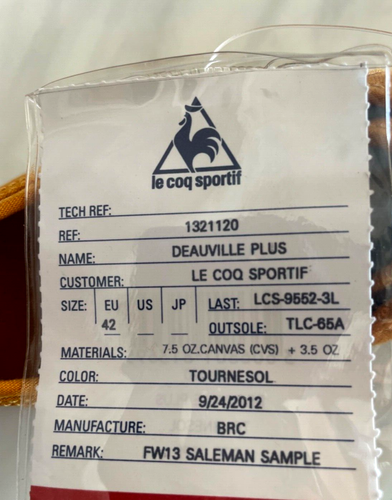 le coq sportif
TECH REF:
REF: 1321120
NAME: DEAUVILLE PLUS
CUSTOMER: LE COQ SPORTIF
SIZE: EU US JP LAST: LCS-9552-3L
42 OUTSOLE: TLC-65A
MATERIALS: 7.5 OZ.CANVAS (CVS) + 3.5 OZ
COLOR: TOURNESOL
DATE: 9/24/2012
MANUFACTURE: BRC
REMARK: FW13 SALEMAN SAMPLE